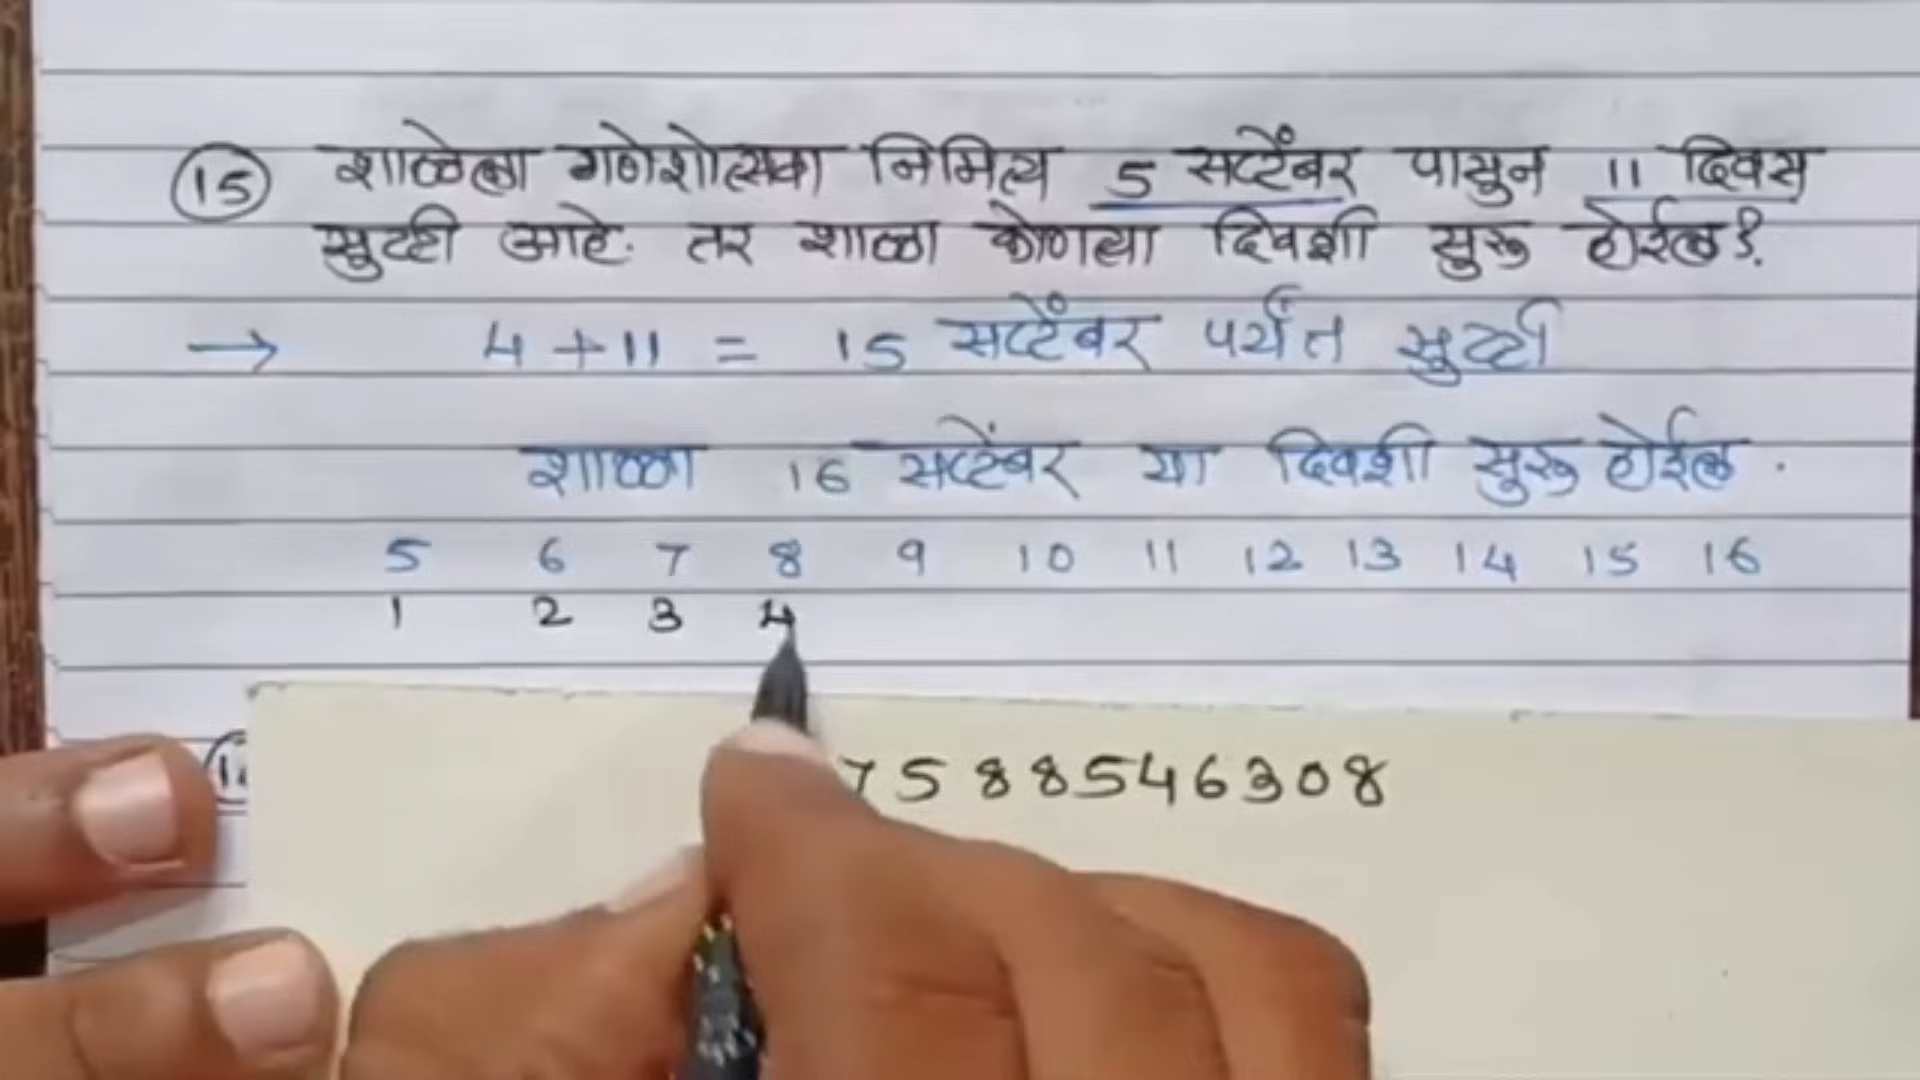 15 शाळेला गणेशोत्सवा निमित्य 5 सप्टेंबर पासुन 11 दिवस
सुट्टी आहे. तर शाळा कोणत्या दिवशी सुरु होईल?
→ 4 + 11 = 15 सप्टेंबर पर्यंत सुट्टी
शाळा 16 सप्टेंबर या दिवशी सुरु होईल.
5 6 7 8 9 10 11 12 13 14 15 16
1 2 3 4
7588546308